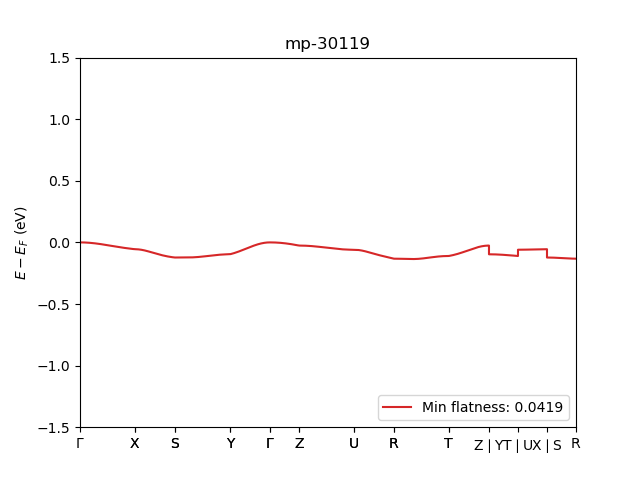 mp-30119
1.5
1.0
0.5
0.0
−0.5
−1.0
−1.5
E − E_F (eV)
Min flatness: 0.0419
Γ X S Y Γ Z U R T Z | YT | UX | S R